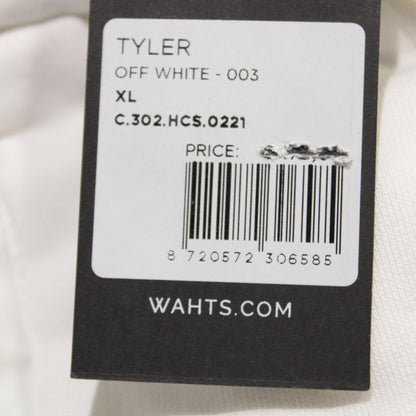 TYLER
OFF WHITE - 003
XL
C.302.HCS.0221
PRICE:
8 720572 306585
WAHTS.COM